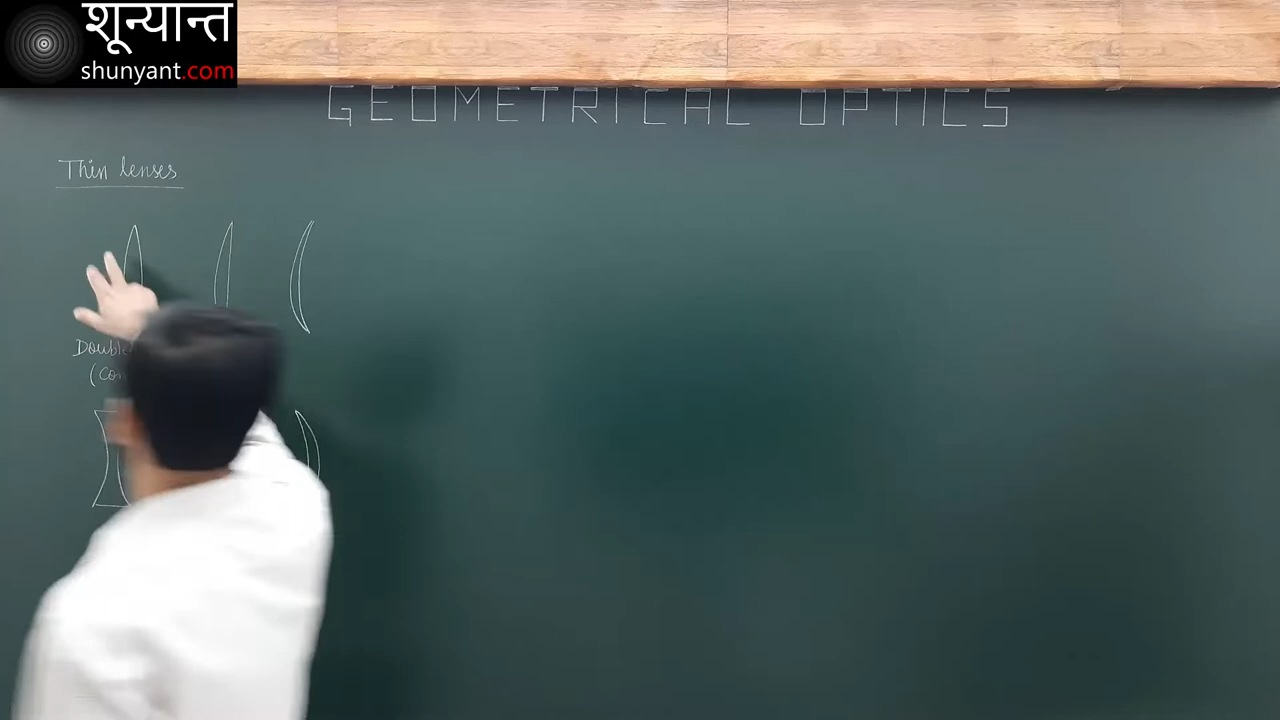 शून्यान्त
shunyant.com
GEOMETRICAL OPTICS
Thin lenses